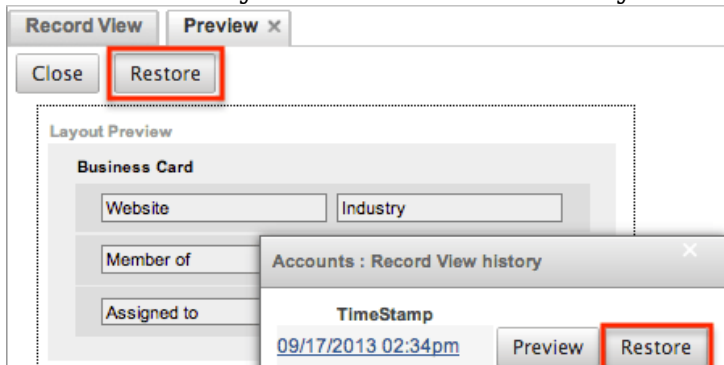 Record View Preview ×
Close Restore
Layout Preview
Business Card
Website Industry
Member of
Assigned to
Accounts : Record View history
TimeStamp
09/17/2013 02:34pm Preview Restore